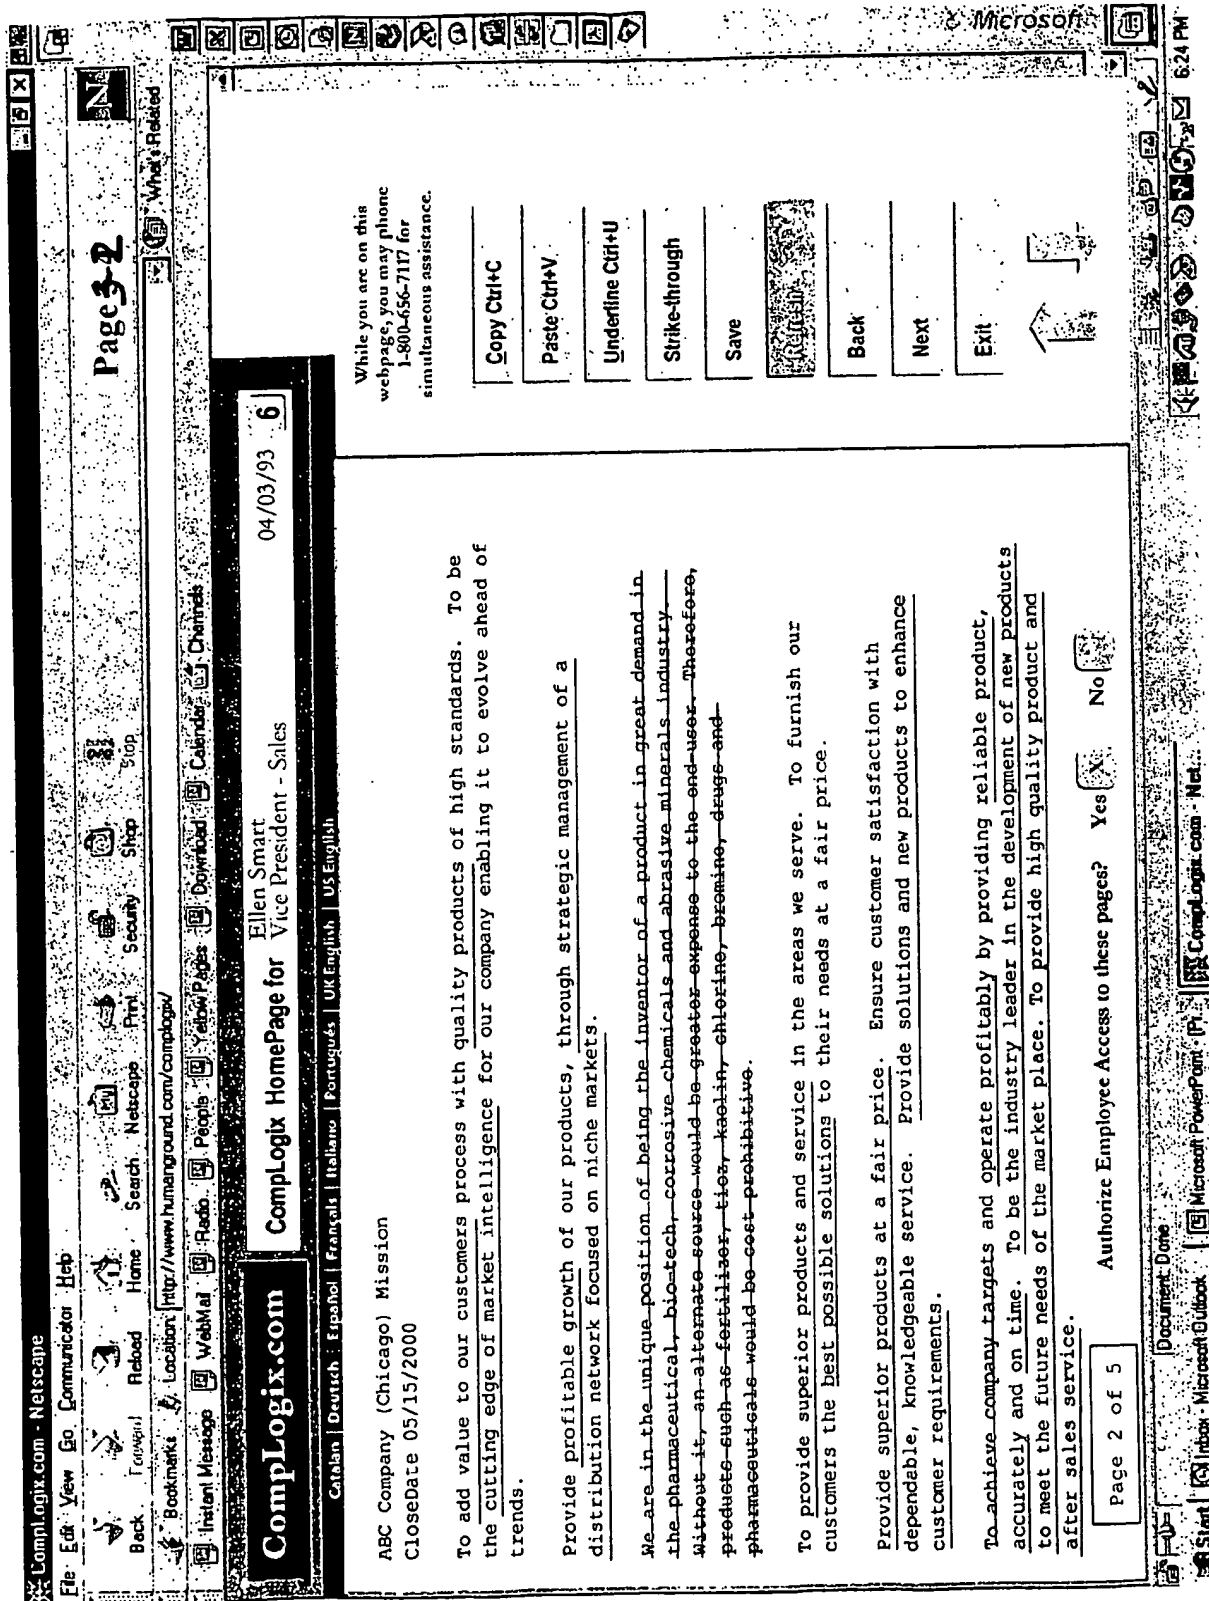 CompLogix.com - Netscape
File Edit View Go Communicator Help
Back Forward Reload Home Search Netscape Print Security Shop Stop
Page 3-2
Bookmarks Location: http://www.humanground.com/complogix/ What's Related
Instant Message WebMail Radio People Yellow Pages Download Calendar Channels
CompLogix.com
CompLogix HomePage for
Ellen Smart
Vice President - Sales
04/03/93 6
Catalan | Deutsch | Español | Français | Italiano | Português | UK English | US English
ABC Company (Chicago) Mission
CloseDate 05/15/2000
To add value to our customers process with quality products of high standards. To be
the cutting edge of market intelligence for our company enabling it to evolve ahead of
trends.
Provide profitable growth of our products, through strategic management of a
distribution network focused on niche markets.
We are in the unique position of being the inventor of a product in great demand in
the pharmaceutical, bio-tech, corrosive chemicals and abrasive minerals industry.
Without it, an alternate source would be greater expense to the end-user. Therefore,
products such as fertilizer, tioz, kaolin, chlorine, bromine, drugs and
pharmaceuticals would be cost prohibitive.
To provide superior products and service in the areas we serve. To furnish our
customers the best possible solutions to their needs at a fair price.
Provide superior products at a fair price. Ensure customer satisfaction with
dependable, knowledgeable service. Provide solutions and new products to enhance
customer requirements.
To achieve company targets and operate profitably by providing reliable product,
accurately and on time. To be the industry leader in the development of new products
to meet the future needs of the market place. To provide high quality product and
after sales service.
Page 2 of 5
Authorize Employee Access to these pages? Yes X No
While you are on this
webpage, you may phone
1-800-656-7117 for
simultaneous assistance.
Copy Ctrl+C
Paste Ctrl+V
Underline Ctrl+U
Strike-through
Save
Refresh
Back
Next
Exit
Microsoft
Document: Done
Start Inbox - Microsoft Outlook Microsoft PowerPoint - [Pr... CompLogix.com - Net... 6:24 PM